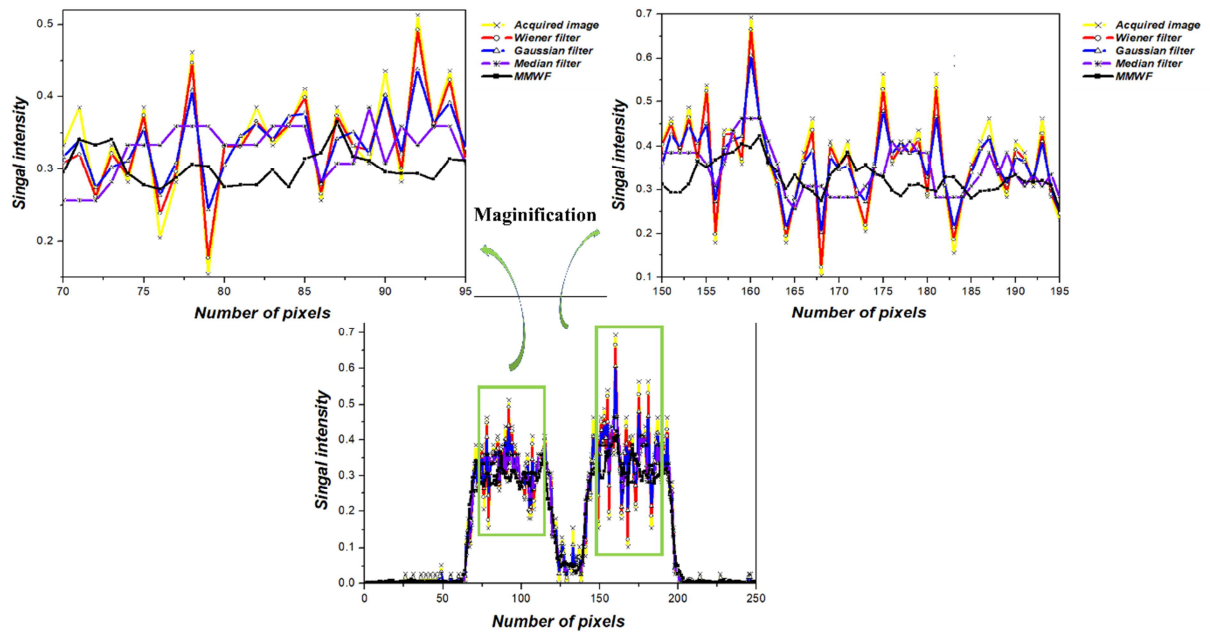 0.5
0.4
0.3
0.2
Singal intensity
70
75
80
85
90
95
Number of pixels
Acquired image
Wiener filter
Gaussian filter
Median filter
MMWF
0.7
0.6
0.5
0.4
0.3
0.2
0.1
Singal intensity
150
155
160
165
170
175
180
185
190
195
Number of pixels
Acquired image
Wiener filter
Gaussian filter
Median filter
MMWF
Maginification
0.7
0.6
0.5
0.4
0.3
0.2
0.1
0.0
Singal intensity
0
50
100
150
200
250
Number of pixels